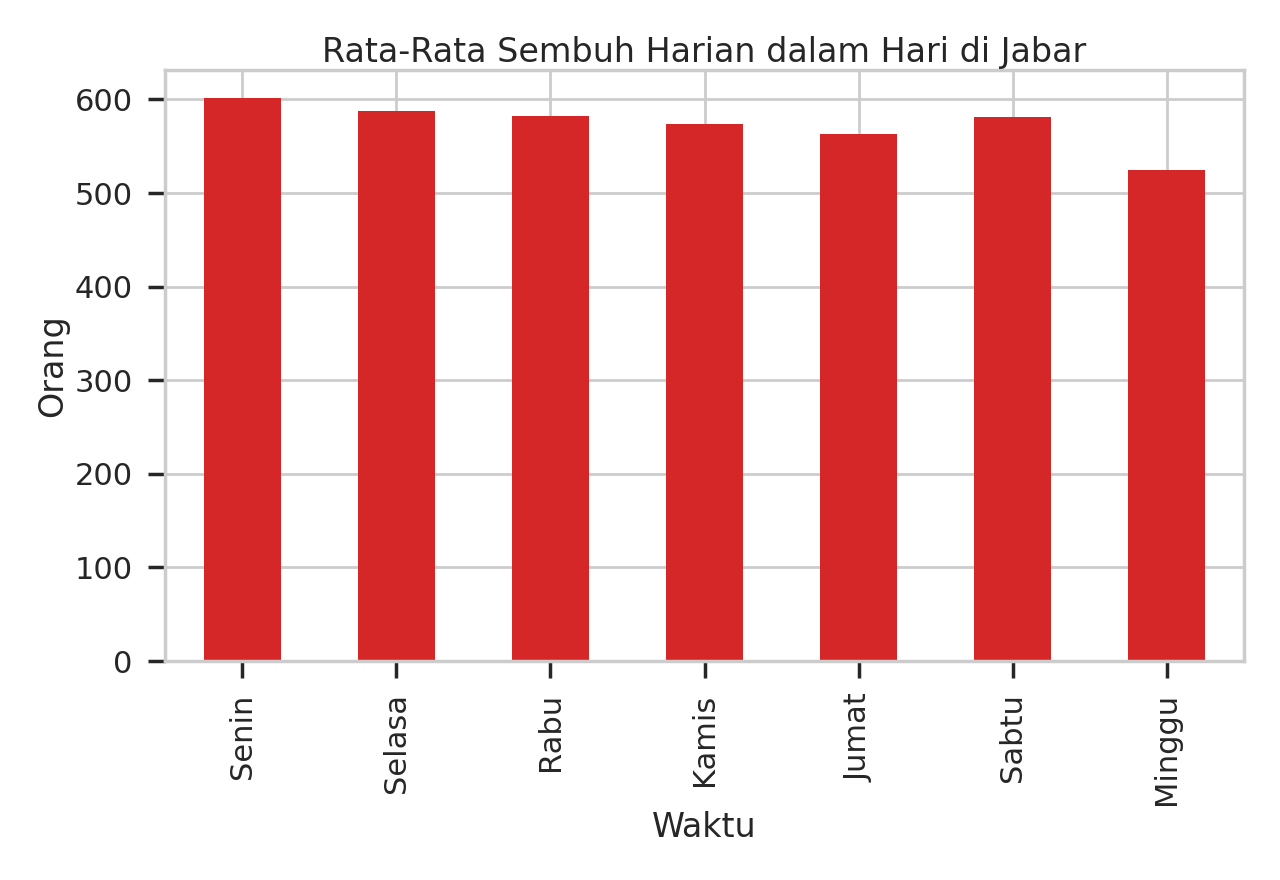 Rata-Rata Sembuh Harian dalam Hari di Jabar
Orang
600
500
400
300
200
100
0
Senin
Selasa
Rabu
Kamis
Jumat
Sabtu
Minggu
Waktu